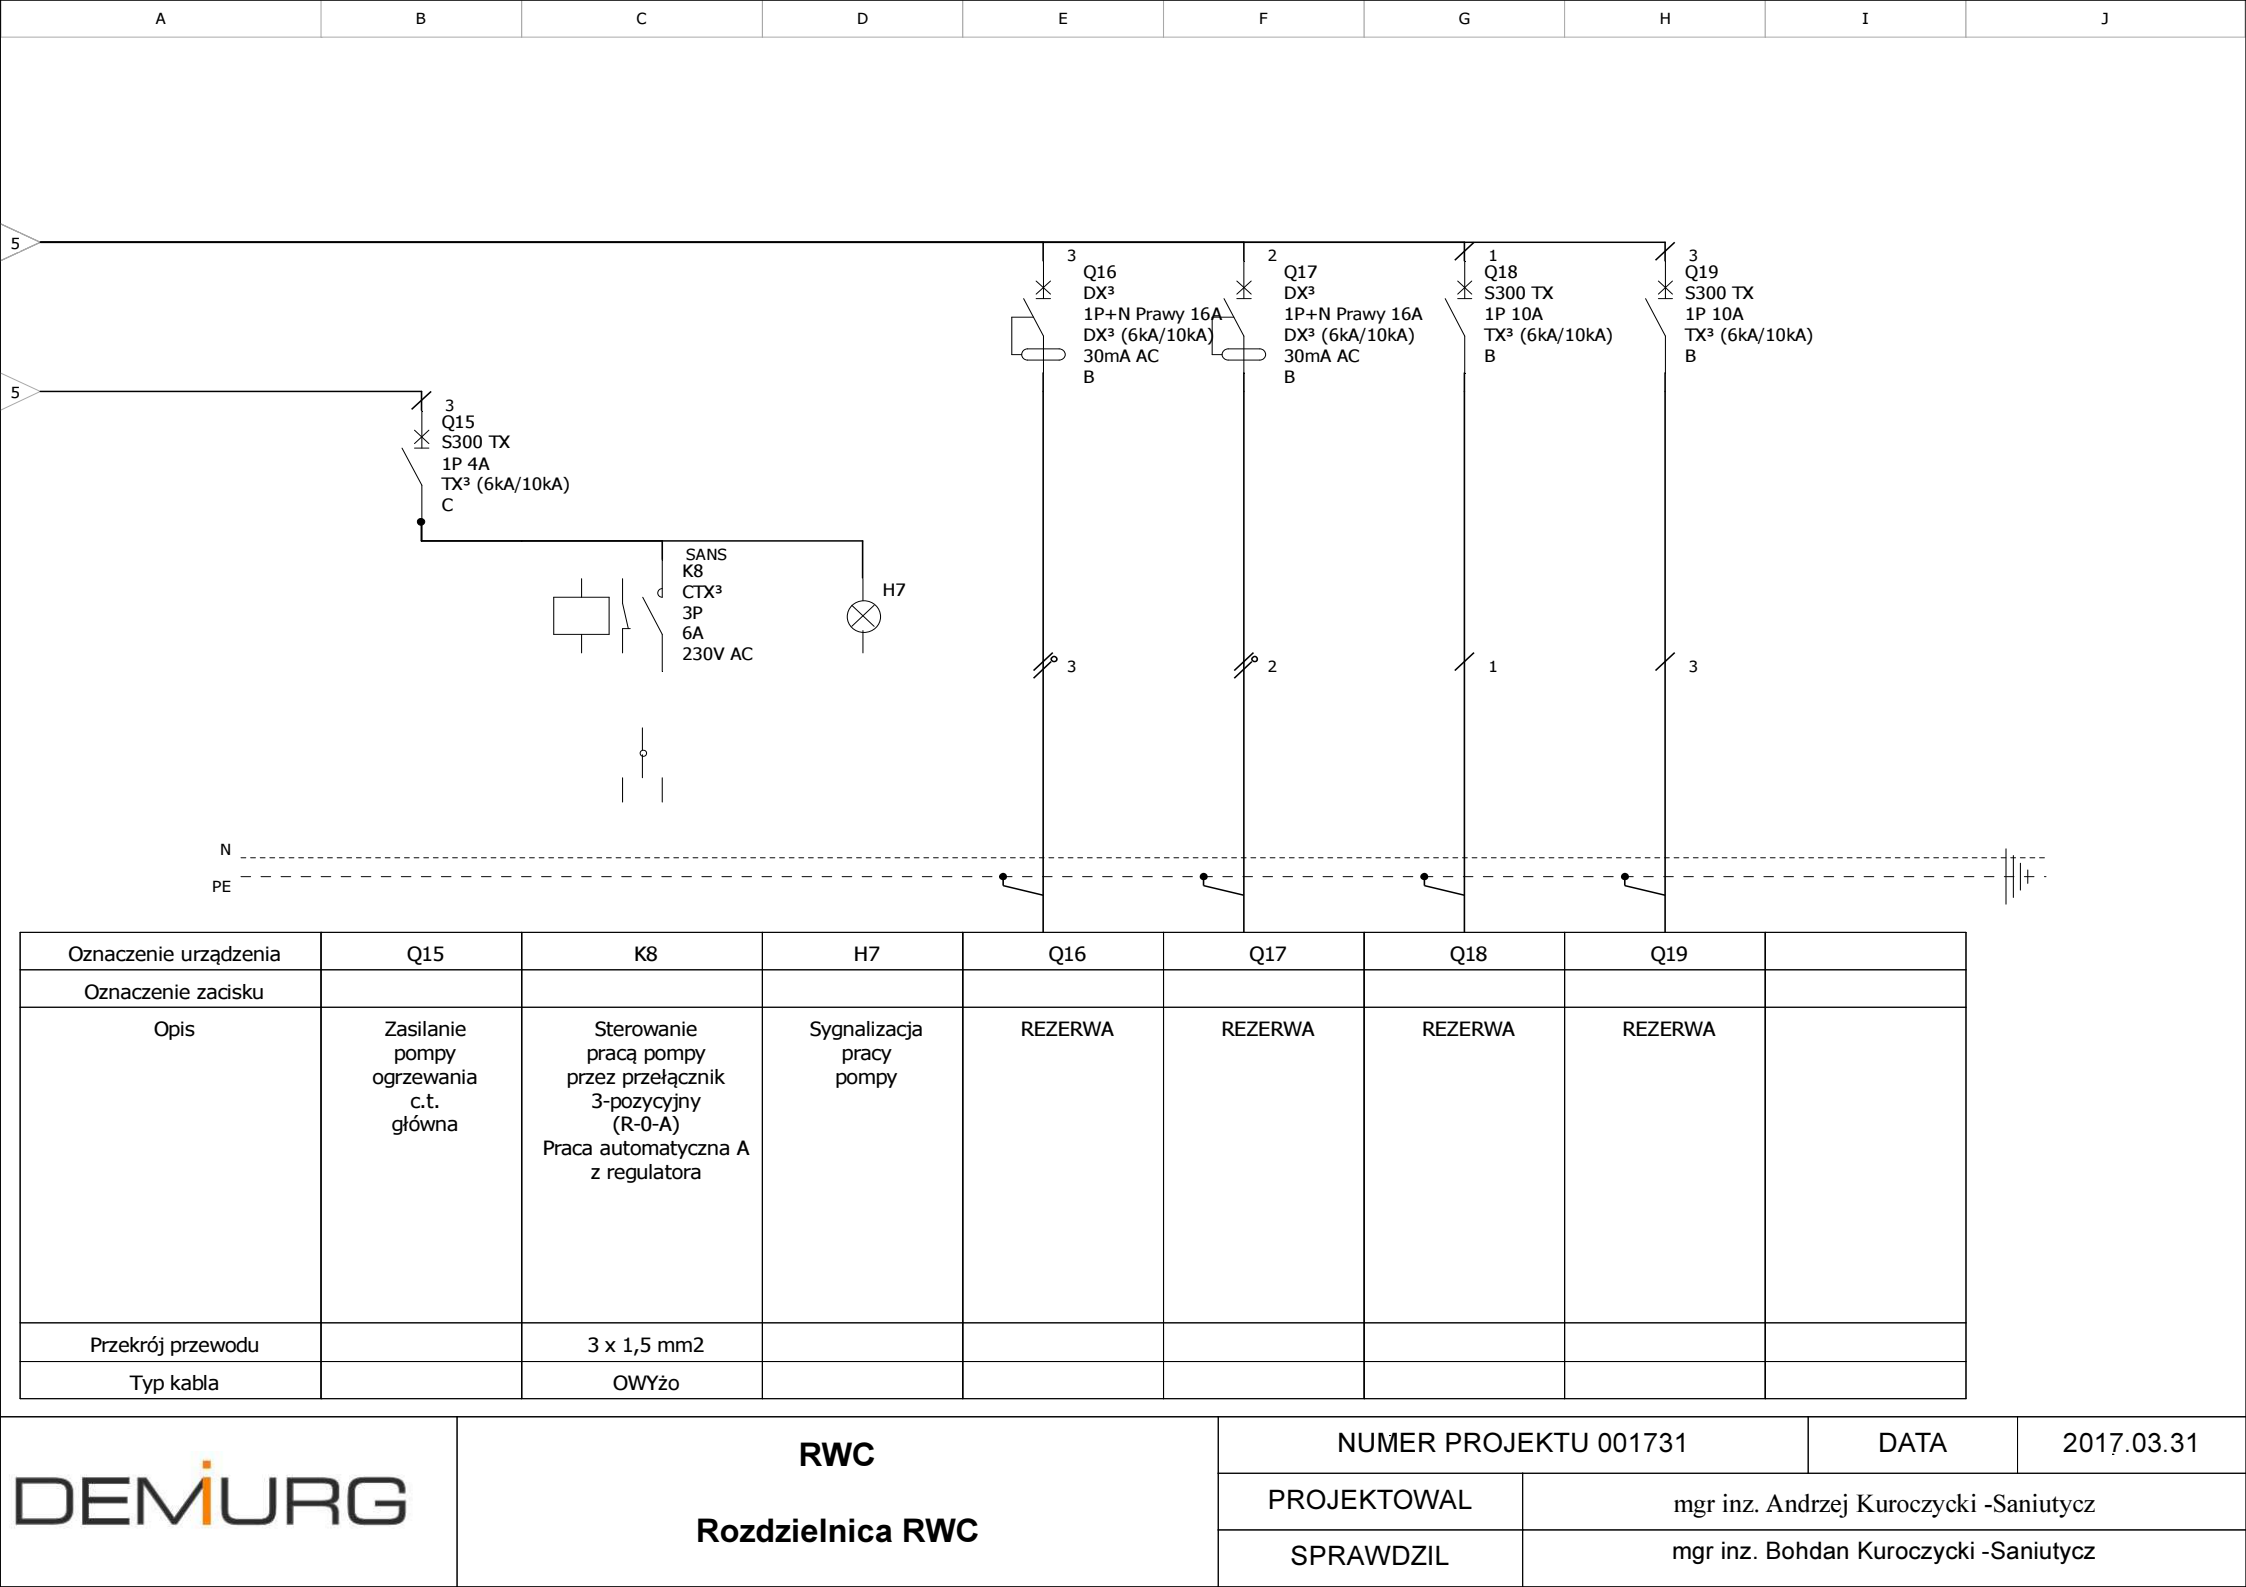 A B C D E F G H I J
5
3
Q16
DX³
1P+N Prawy 16A
DX³ (6kA/10kA)
30mA AC
B
2
Q17
DX³
1P+N Prawy 16A
DX³ (6kA/10kA)
30mA AC
B
1
Q18
S300 TX
1P 10A
TX³ (6kA/10kA)
B
3
Q19
S300 TX
1P 10A
TX³ (6kA/10kA)
B
5
3
Q15
S300 TX
1P 4A
TX³ (6kA/10kA)
C
SANS
K8
CTX³
3P
6A
230V AC
H7
3 2 1 3
N
PE
Oznaczenie urządzenia Q15 K8 H7 Q16 Q17 Q18 Q19
Oznaczenie zacisku
Opis
Zasilanie
pompy
ogrzewania
c.t.
główna
Sterowanie
pracą pompy
przez przełącznik
3-pozycyjny
(R-0-A)
Praca automatyczna A
z regulatora
Sygnalizacja
pracy
pompy
REZERWA REZERWA REZERWA REZERWA
Przekrój przewodu 3 x 1,5 mm2
Typ kabla OWYżo
DEMiURG
RWC
Rozdzielnica RWC
NUMER PROJEKTU 001731 DATA 2017.03.31
PROJEKTOWAL mgr inz. Andrzej Kuroczycki -Saniutycz
SPRAWDZIL mgr inz. Bohdan Kuroczycki -Saniutycz